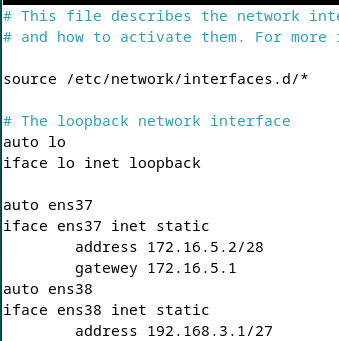 # This file describes the network inte
# and how to activate them. For more i
source /etc/network/interfaces.d/*
# The loopback network interface
auto lo
iface lo inet loopback
auto ens37
iface ens37 inet static
address 172.16.5.2/28
gatewey 172.16.5.1
auto ens38
iface ens38 inet static
address 192.168.3.1/27